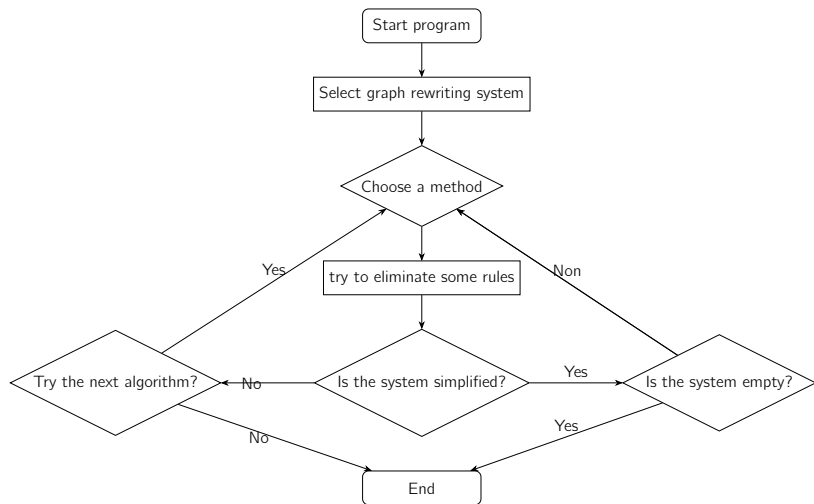 Start program
Select graph rewriting system
Choose a method
try to eliminate some rules
Yes
Non
Try the next algorithm?
No
Is the system simplified?
Yes
Is the system empty?
No
Yes
End